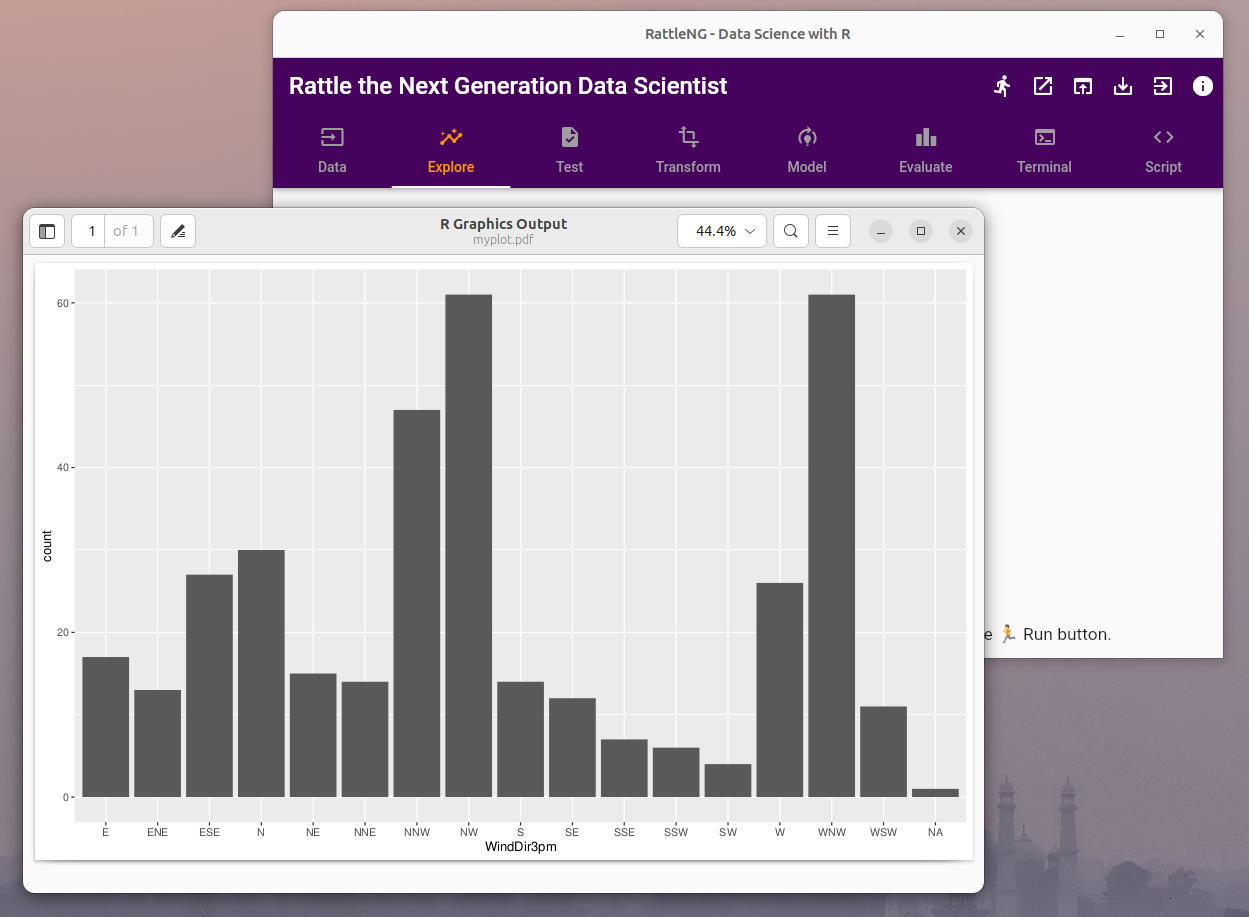 RattleNG - Data Science with R
Rattle the Next Generation Data Scientist
Data Explore Test Transform Model Evaluate Terminal Script
1 of 1
R Graphics Output
myplot.pdf
44.4%
60
40
20
0
count
E ENE ESE N NE NNE NNW NW S SE SSE SSW SW W WNW WSW NA
WindDir3pm
e 🏃 Run button.